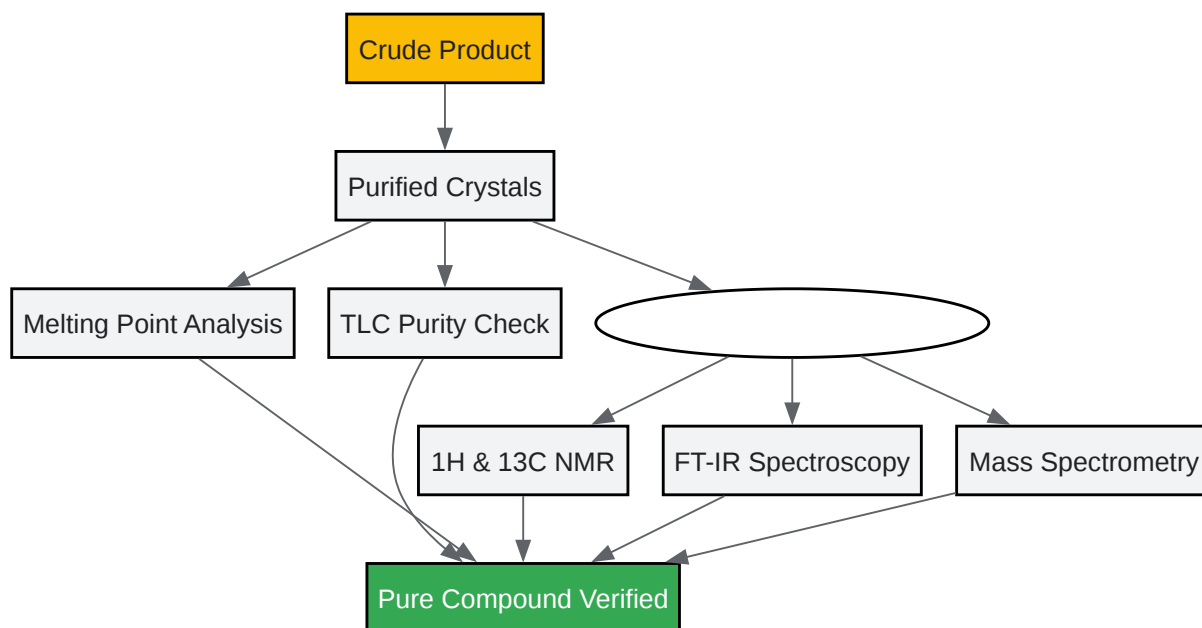 Crude Product
Purified Crystals
Melting Point Analysis
TLC Purity Check
1H & 13C NMR
FT-IR Spectroscopy
Mass Spectrometry
Pure Compound Verified